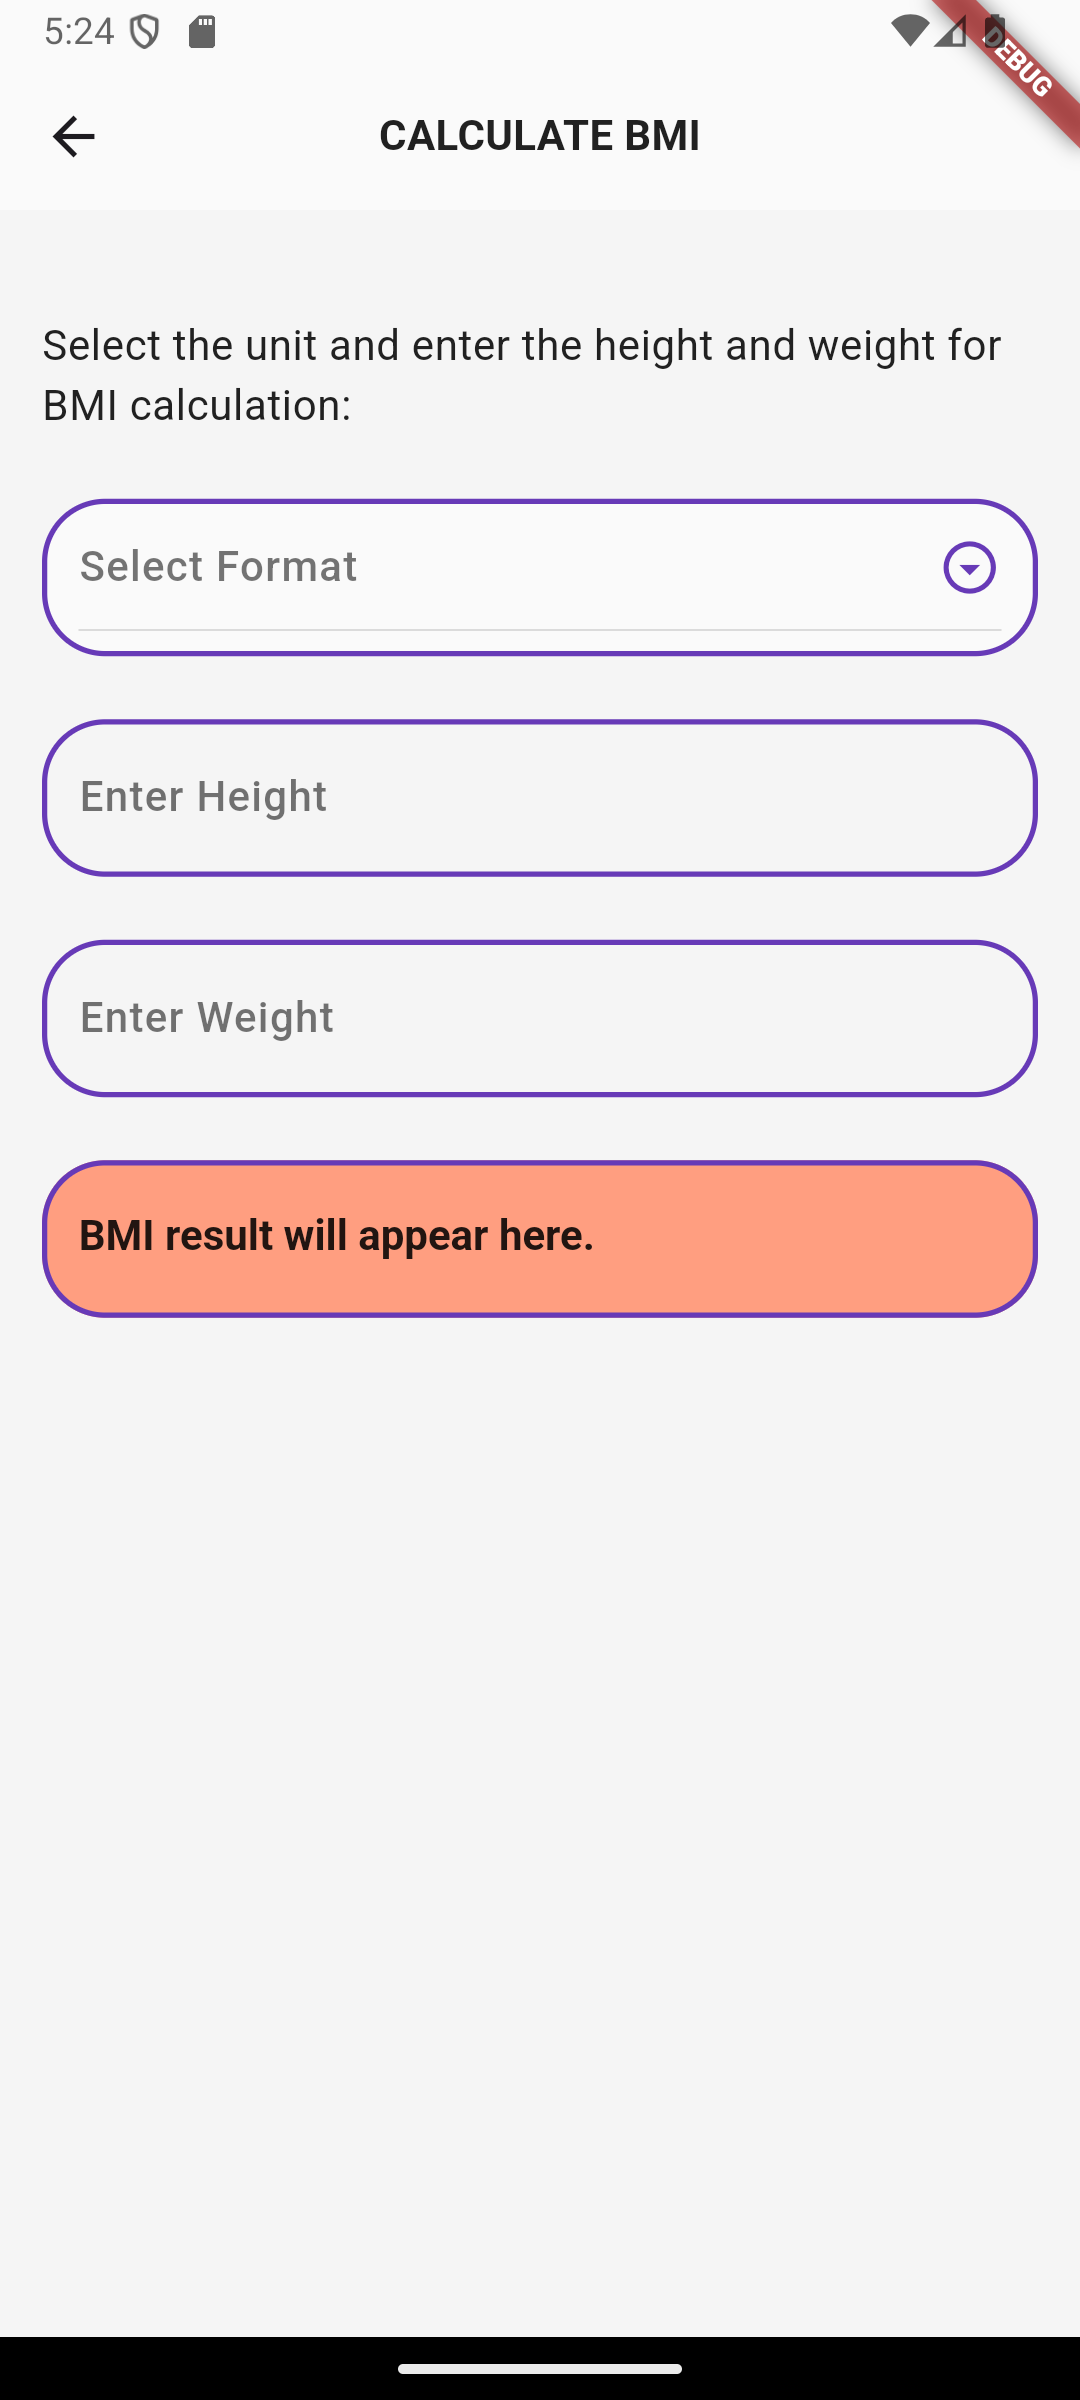 5:24
DEBUG
CALCULATE BMI
Select the unit and enter the height and weight for
BMI calculation:
Select Format
Enter Height
Enter Weight
BMI result will appear here.